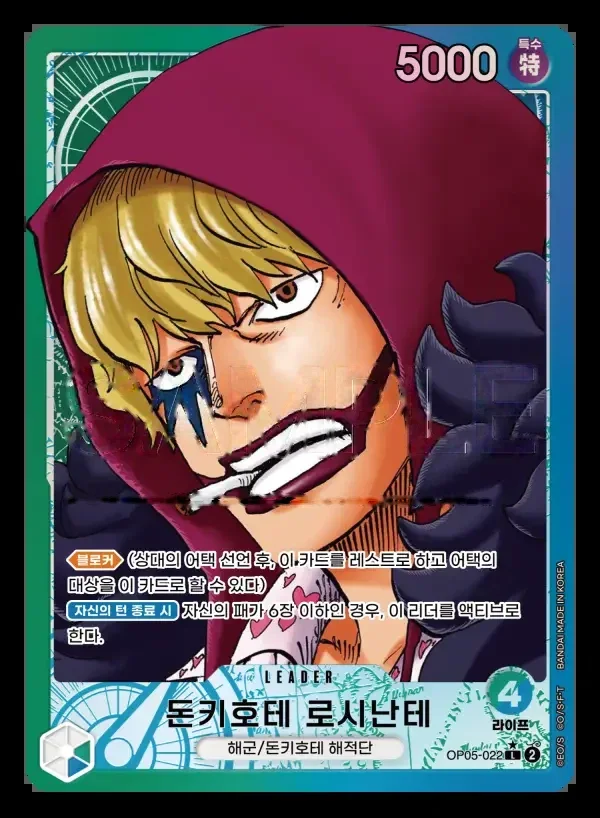 5000
특수
特
SAMPLE
블로커 (상대의 어택 선언 후, 이 카드를 레스트로 하고 어택의
대상을 이 카드로 할 수 있다)
자신의 턴 종료 시 자신의 패가 6장 이하인 경우, 이 리더를 액티브로
한다.
LEADER
돈키호테 로시난테
해군/돈키호테 해적단
4
라이프
OP05-022 L 2
©E.O/S ©O/S·F·T BANDAI MADE IN KOREA